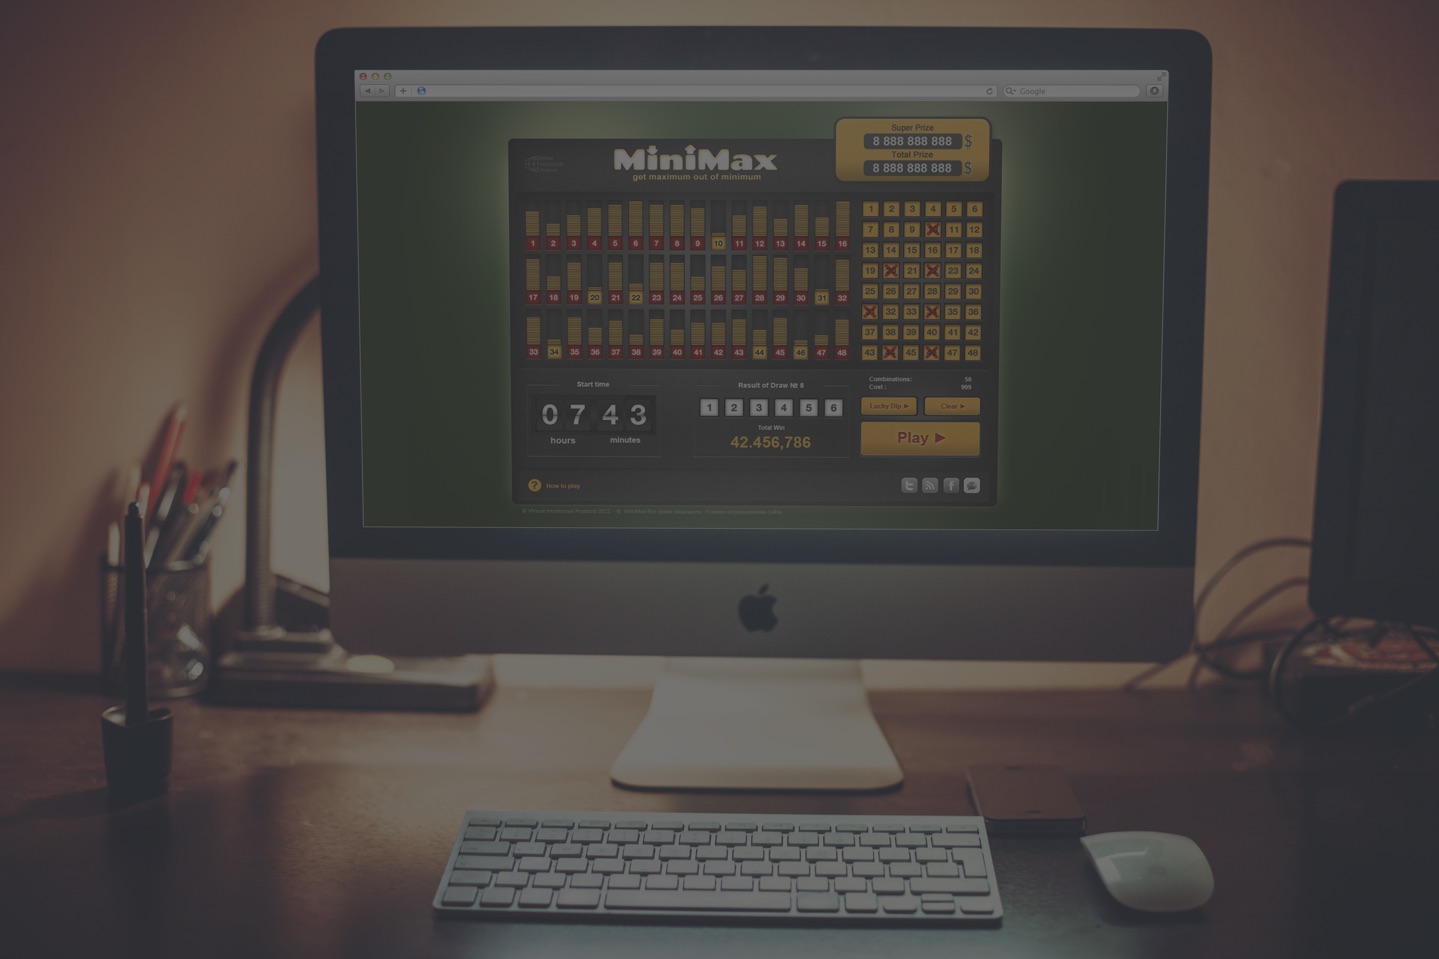 Google
Super Prize
8 888 888 888 $
Total Prize
8 888 888 888 $
MiniMax
get maximum out of minimum
1 2 3 4 5 6 7 8 9 10 11 12 13 14 15 16
17 18 19 20 21 22 23 24 25 26 27 28 29 30 31 32
33 34 35 36 37 38 39 40 41 42 43 44 45 46 47 48
1 2 3 4 5 6
7 8 9 11 12
13 14 15 16 17 18
19 21 23 24
25 26 27 28 29 30
32 33 35 36
37 38 39 40 41 42
43 45 47 48
Start time
07 43
hours minutes
Result of Draw № 8
1 2 3 4 5 6
Total Win
42.456,786
Combinations: 58
Cost : 999
Lucky Dip ▶ Clear ▶
Play ▶
? How to play